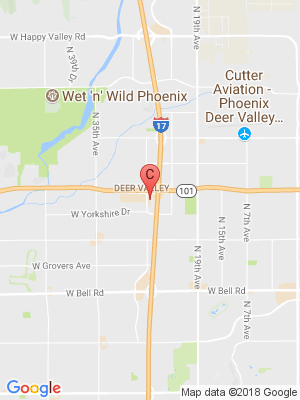 W Happy Valley Rd
N 39th Dr
N 19th Ave
Wet 'n' Wild Phoenix
Cutter
Aviation -
Phoenix
Deer Valley...
N 35th Ave
17
C
DEER VALLEY
101
W Yorkshire Dr
N 7th Ave
N 15th Ave
N 19th Ave
W Grovers Ave
W Bell Rd
W Bell Rd
N 7th Ave
Google
Map data ©2018 Google